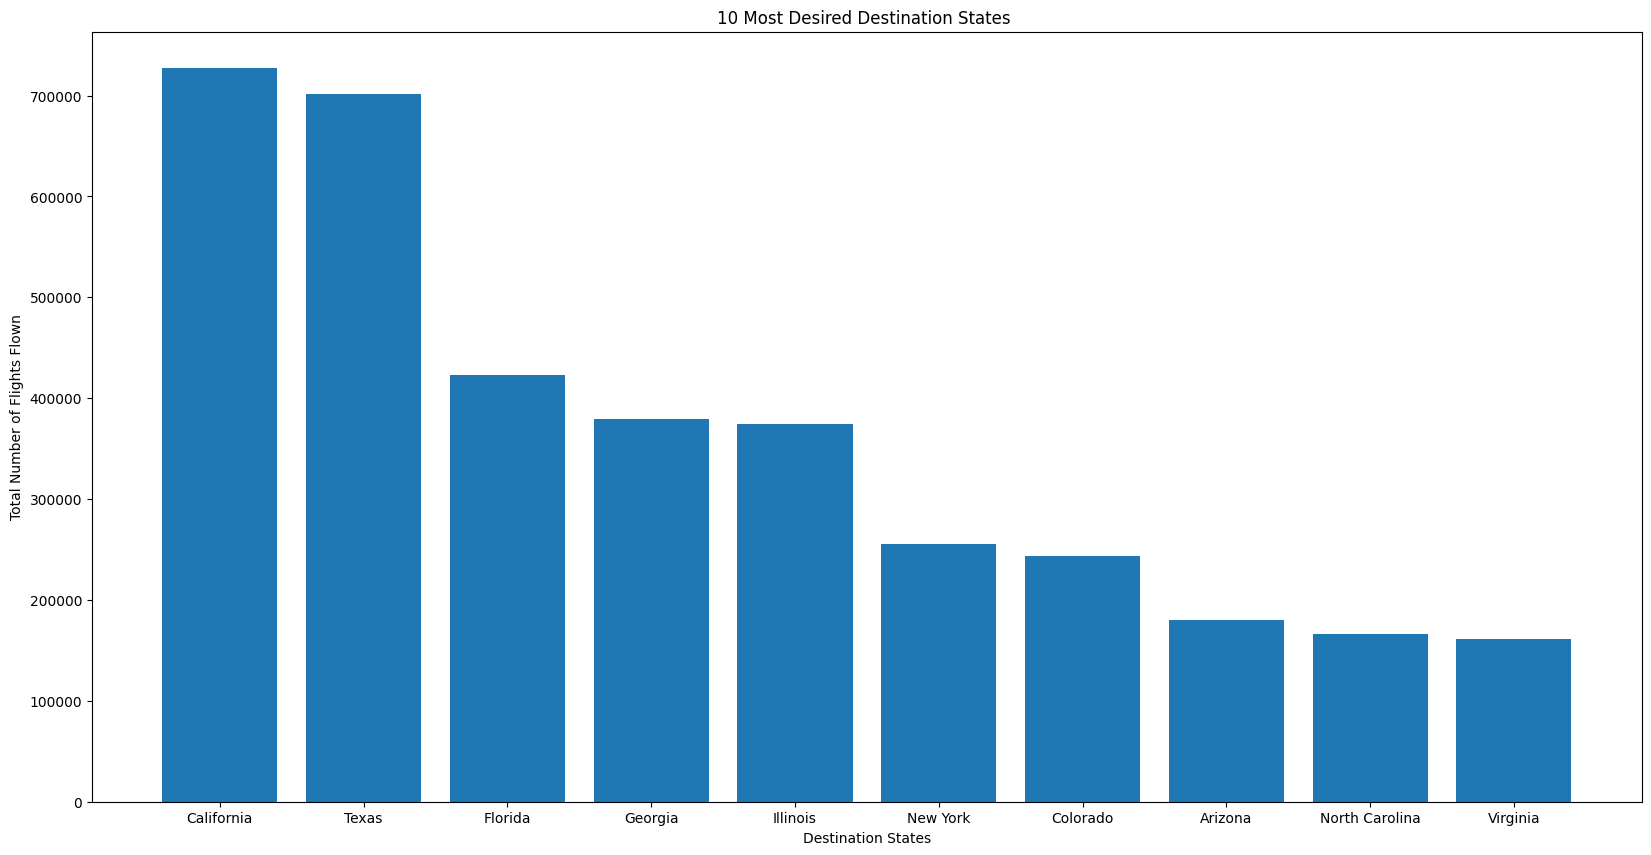 10 Most Desired Destination States
Total Number of Flights Flown
700000
600000
500000
400000
300000
200000
100000
0
California Texas Florida Georgia Illinois New York Colorado Arizona North Carolina Virginia
Destination States